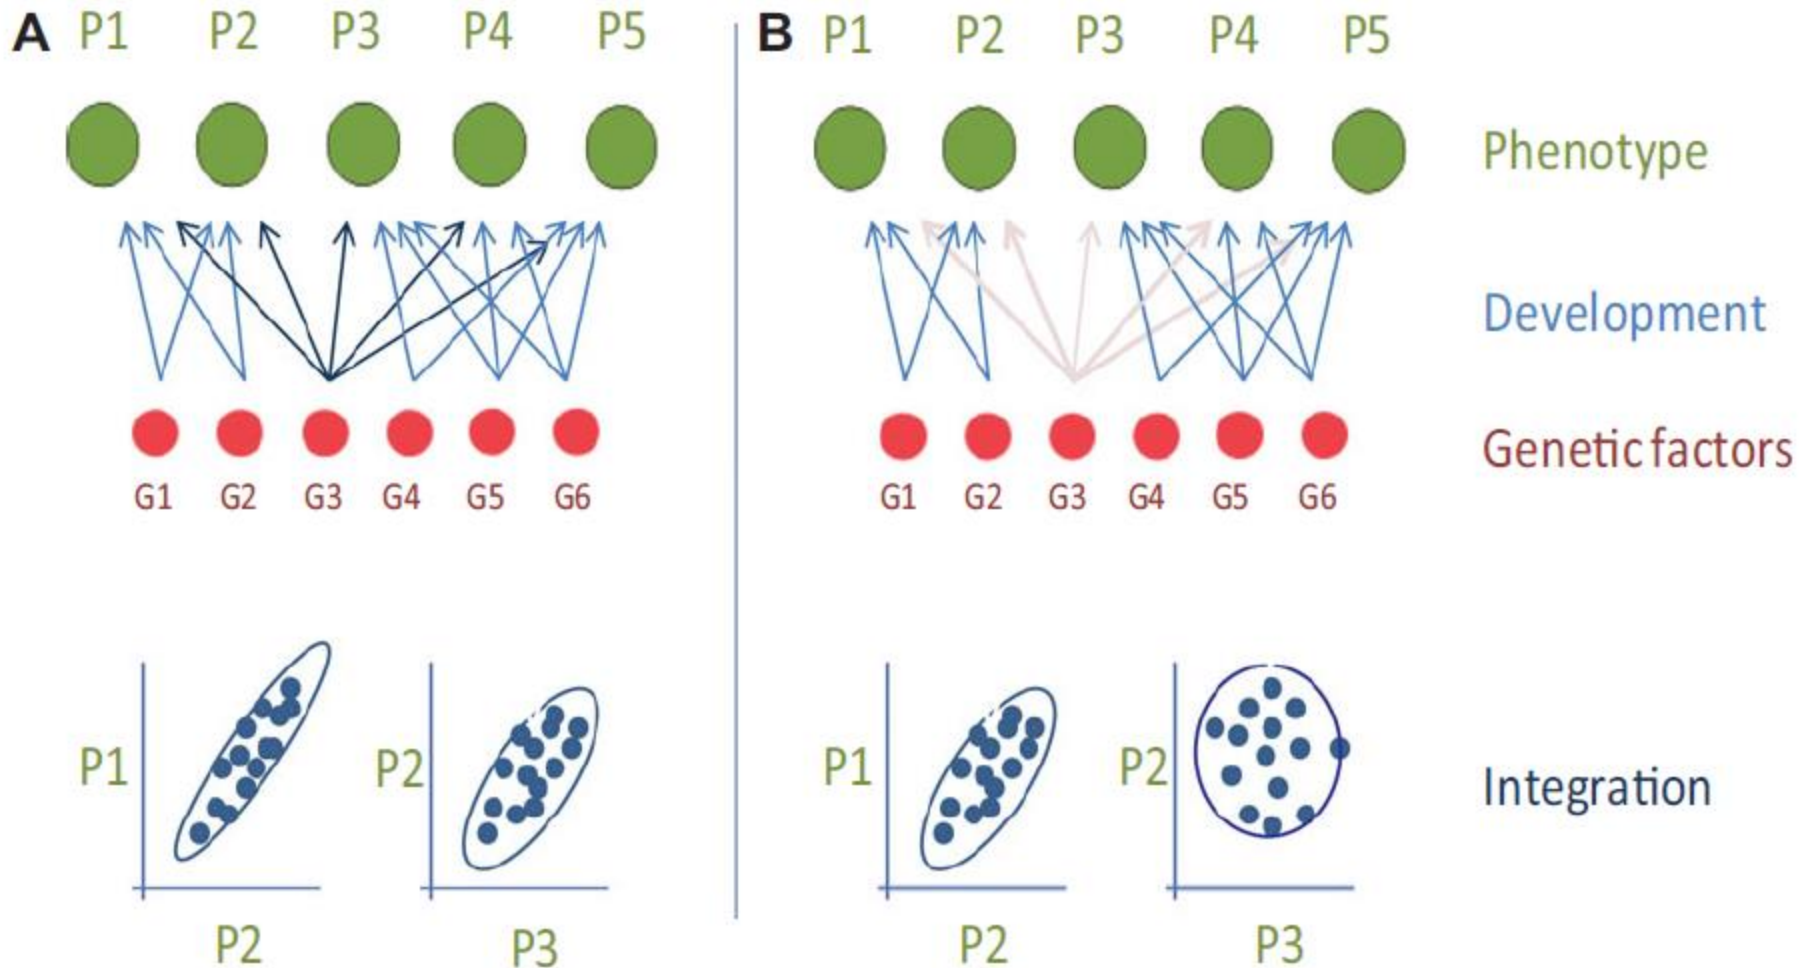 A P1 P2 P3 P4 P5
B P1 P2 P3 P4 P5
Phenotype
Development
Genetic factors
G1 G2 G3 G4 G5 G6
G1 G2 G3 G4 G5 G6
P1
P2
P2
P3
P1
P2
P2
P3
Integration